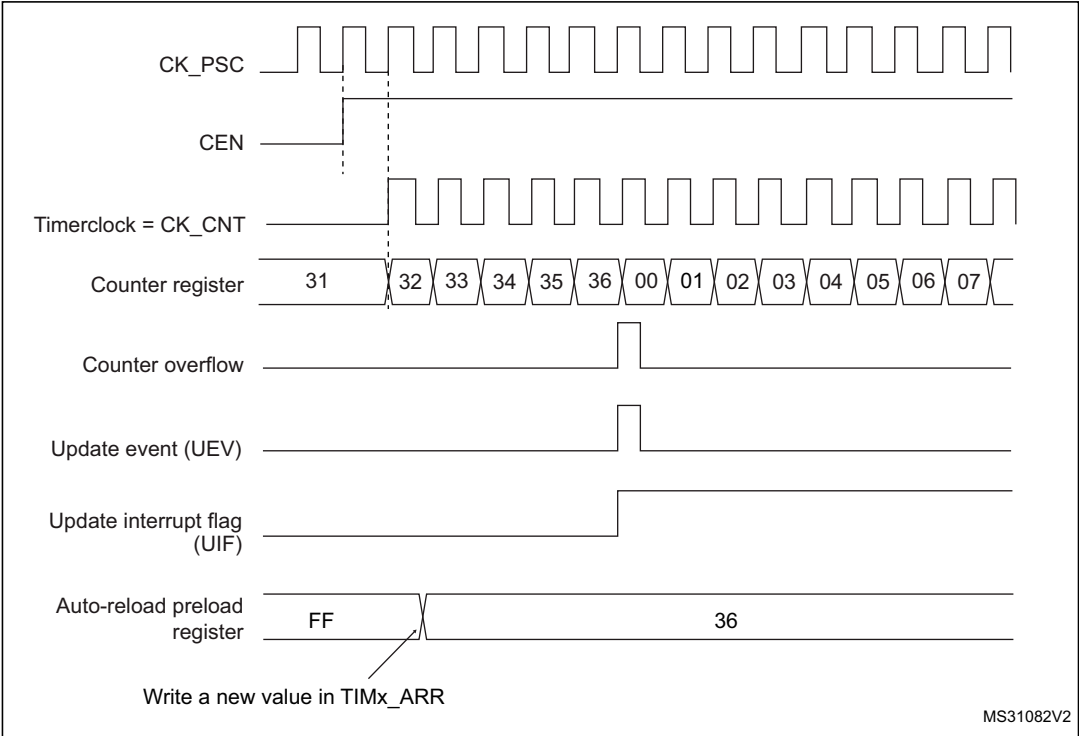 CK_PSC
CEN
Timerclock = CK_CNT
Counter register 31 32 33 34 35 36 00 01 02 03 04 05 06 07
Counter overflow
Update event (UEV)
Update interrupt flag
(UIF)
Auto-reload preload
register FF 36
Write a new value in TIMx_ARR
MS31082V2